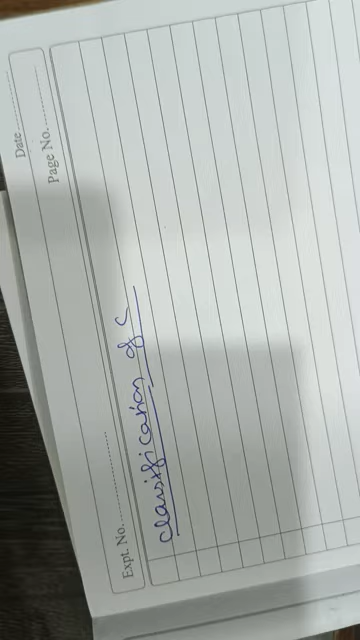 Expt. No.
Date
Page No.
Classification of C